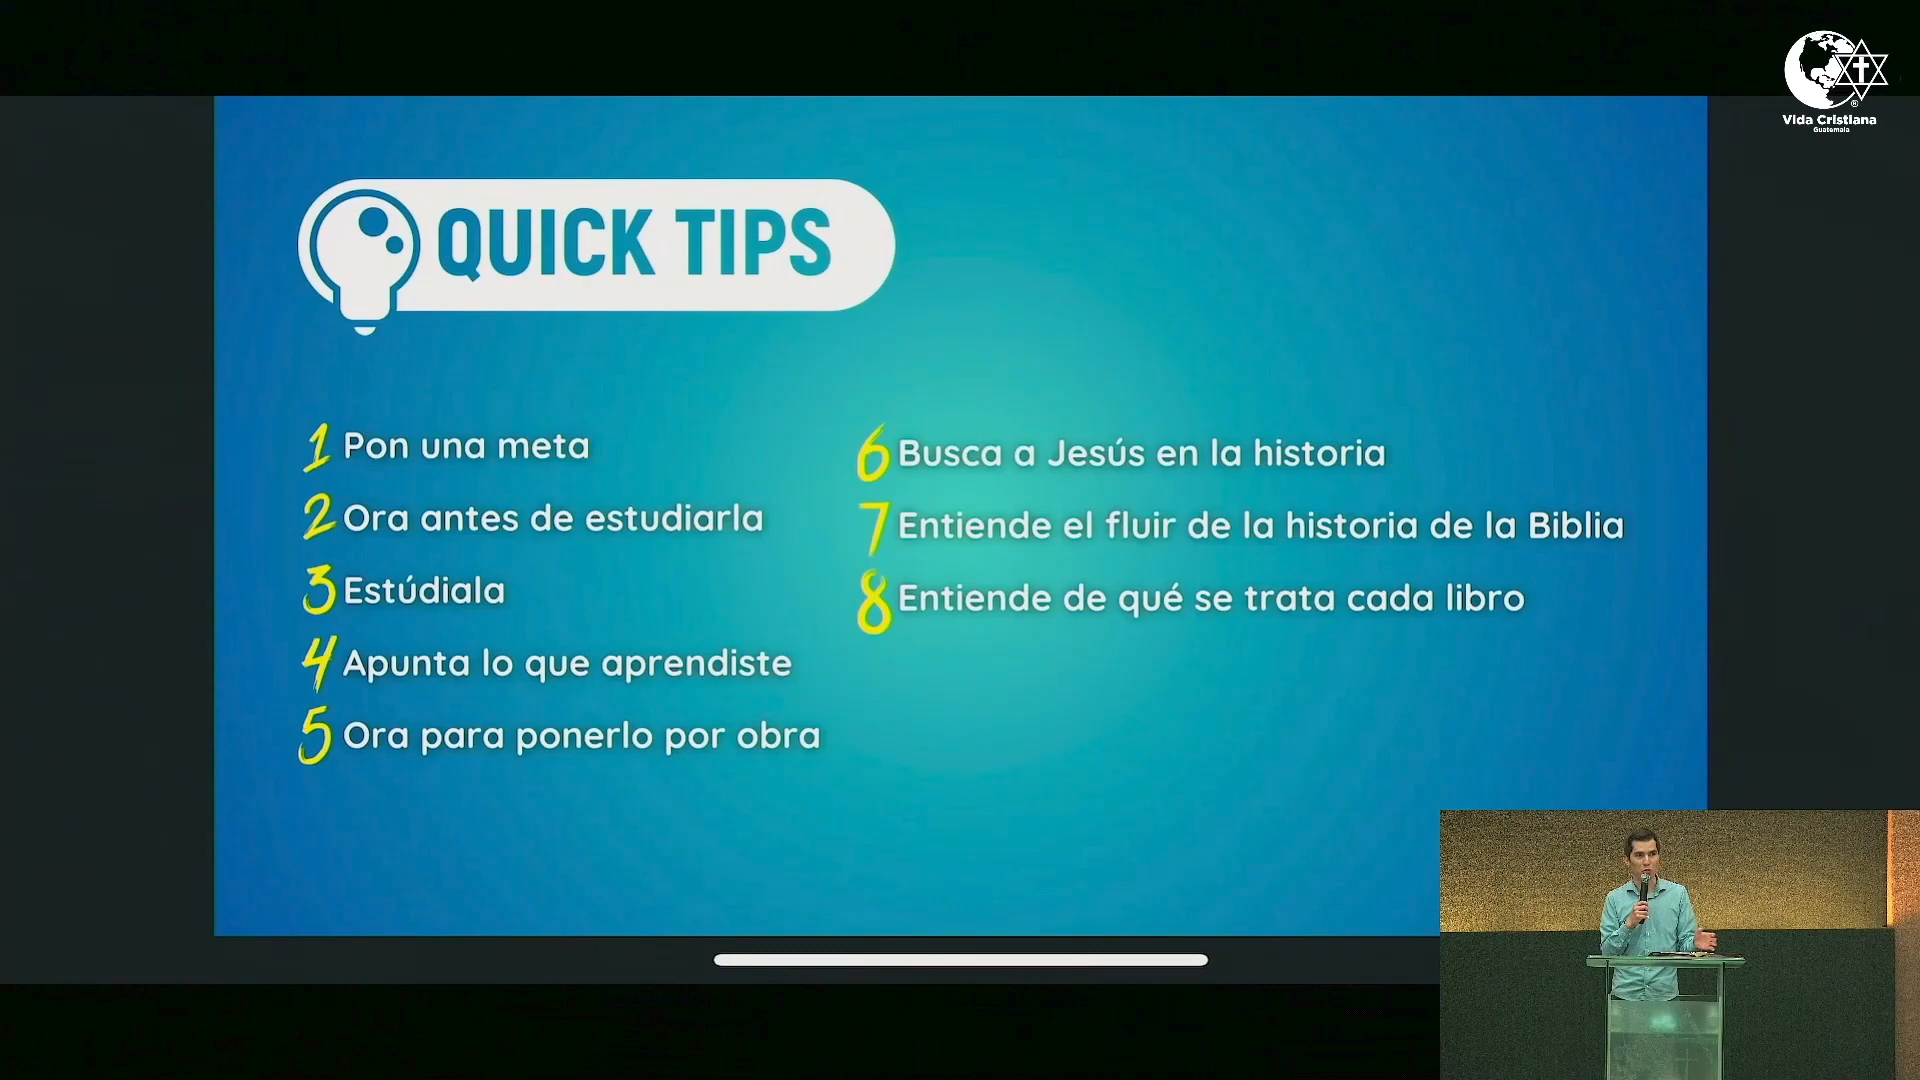 Vida Cristiana
Guatemala
QUICK TIPS
1 Pon una meta
2 Ora antes de estudiarla
3 Estúdiala
4 Apunta lo que aprendiste
5 Ora para ponerlo por obra
6 Busca a Jesús en la historia
7 Entiende el fluir de la historia de la Biblia
8 Entiende de qué se trata cada libro